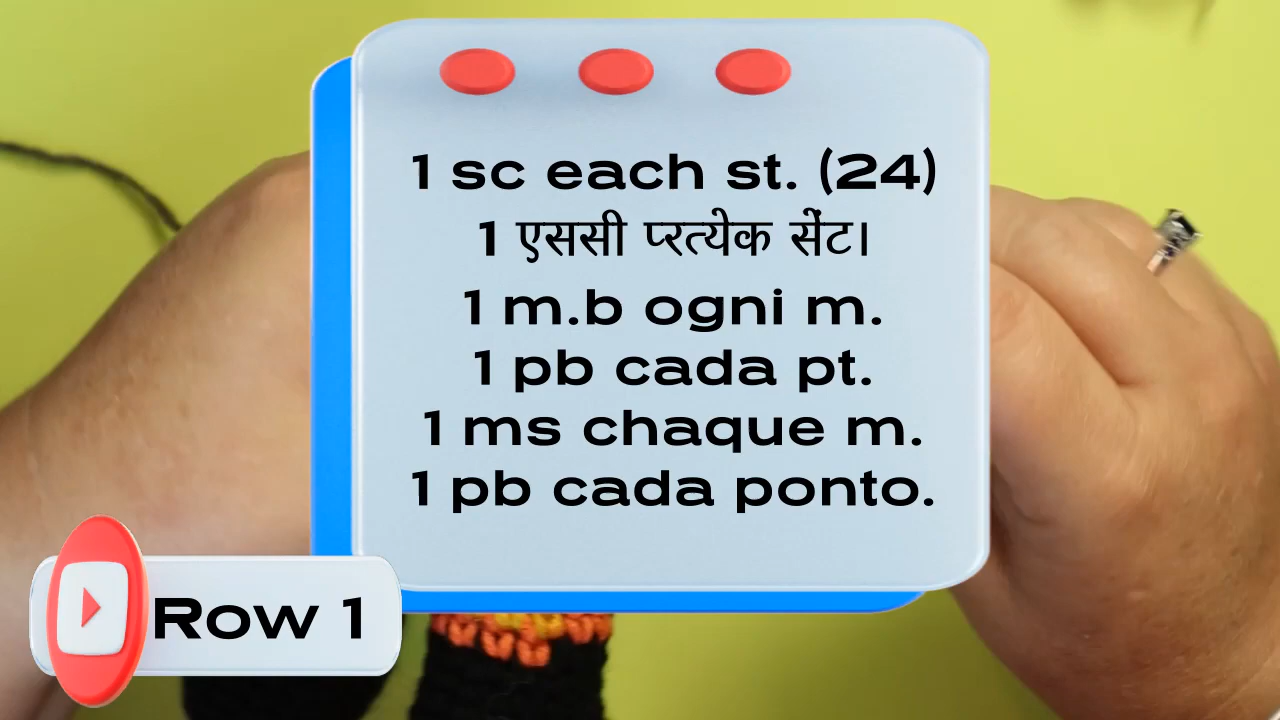 1 sc each st. (24)
1 एससी प्रत्येक सेंट।
1 m.b ogni m.
1 pb cada pt.
1 ms chaque m.
1 pb cada ponto.
Row 1